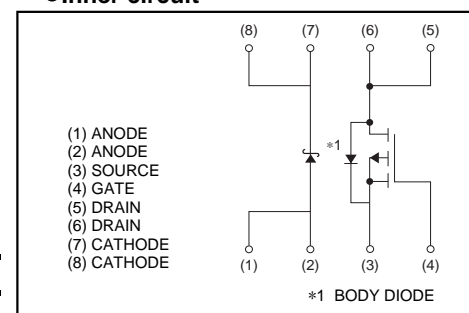 Inner circuit
(8) (7) (6) (5)
(1) ANODE
(2) ANODE
(3) SOURCE
(4) GATE
(5) DRAIN
(6) DRAIN
(7) CATHODE
(8) CATHODE
∗1
(1) (2) (3) (4)
∗1 BODY DIODE